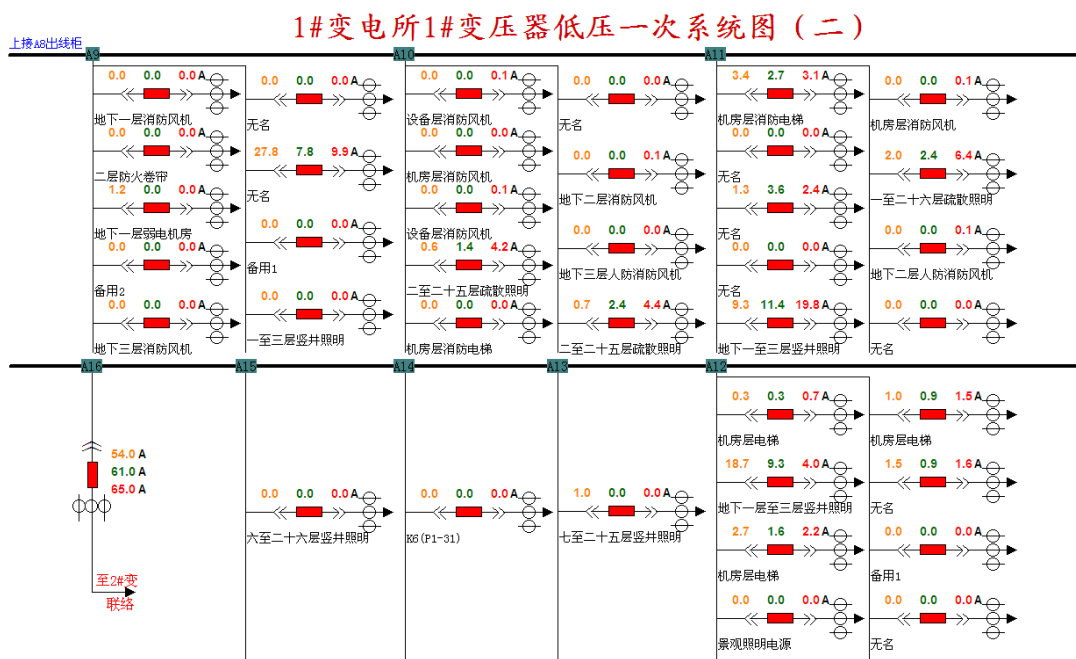 1#变电所1#变压器低压一次系统图（二）
上接A8出线柜
A9
0.0 0.0 0.0 A
地下一层消防风机
0.0 0.0 0.0 A
二层防火卷帘
1.2 0.0 0.0 A
地下一层弱电机房
0.0 0.0 0.0 A
备用2
0.0 0.0 0.0 A
地下三层消防风机
0.0 0.0 0.0 A
无名
27.8 7.8 9.9 A
无名
0.0 0.0 0.0 A
备用1
0.0 0.0 0.0 A
一至三层竖井照明
A10
0.0 0.0 0.1 A
设备层消防风机
0.0 0.0 0.0 A
机房层消防风机
0.0 0.0 0.1 A
设备层消防风机
0.6 1.4 4.2 A
二至二十五层疏散照明
0.0 0.0 0.0 A
机房层消防电梯
0.0 0.0 0.0 A
无名
0.0 0.0 0.1 A
地下二层消防风机
0.0 0.0 0.0 A
地下三层人防消防风机
0.7 2.4 4.4 A
二至二十五层疏散照明
A11
3.4 2.7 3.1 A
机房层消防电梯
0.0 0.0 0.0 A
无名
1.3 3.6 2.4 A
无名
0.0 0.0 0.0 A
无名
9.3 11.4 19.8 A
地下一至三层竖井照明
0.0 0.0 0.1 A
机房层消防风机
2.0 2.4 6.4 A
一至二十六层疏散照明
0.0 0.0 0.1 A
地下二层人防消防风机
0.0 0.0 0.0 A
无名
A16
54.0 A
61.0 A
65.0 A
至2#变
联络
A15
0.0 0.0 0.0 A
六至二十六层竖井照明
A14
0.0 0.0 0.0 A
K6(P1-31)
A13
1.0 0.0 0.0 A
七至二十五层竖井照明
A12
0.3 0.3 0.7 A
机房层电梯
18.7 9.3 4.0 A
地下一层至三层竖井照明
2.7 1.6 2.2 A
机房层电梯
0.0 0.0 0.0 A
景观照明电源
1.0 0.9 1.5 A
机房层电梯
1.5 0.9 1.6 A
无名
0.0 0.0 0.0 A
备用1
0.0 0.0 0.0 A
无名